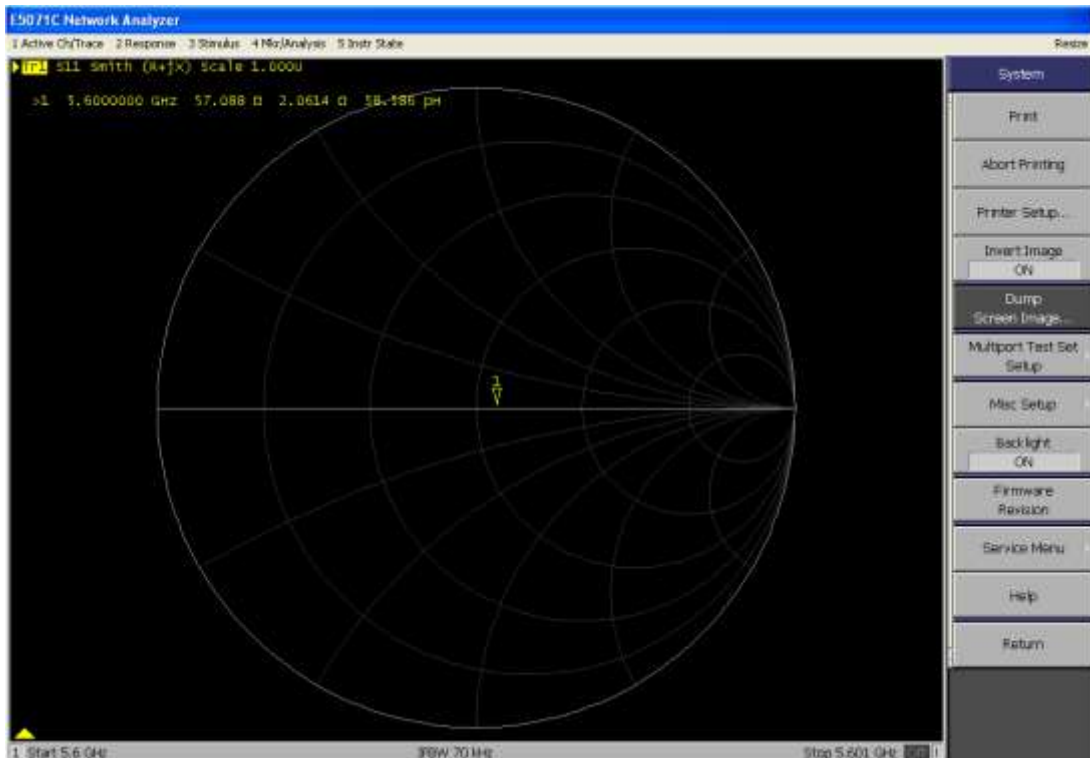 E5071C Network Analyzer
1 Active Ch/Trace 2 Response 3 Stimulus 4 Mkr/Analysis 5 Instr State
Resize
Tr1 S11 Smith (R+jX) Scale 1.000U
>1 5.6000000 GHz 57.088 Ω 2.0614 Ω 58.586 pH
1
System
Print
Abort Printing
Printer Setup...
Invert Image
ON
Dump
Screen Image...
Multiport Test Set
Setup
Misc Setup
Backlight
ON
Firmware
Revision
Service Menu
Help
Return
1 Start 5.6 GHz
IFBW 70 kHz
Stop 5.601 GHz